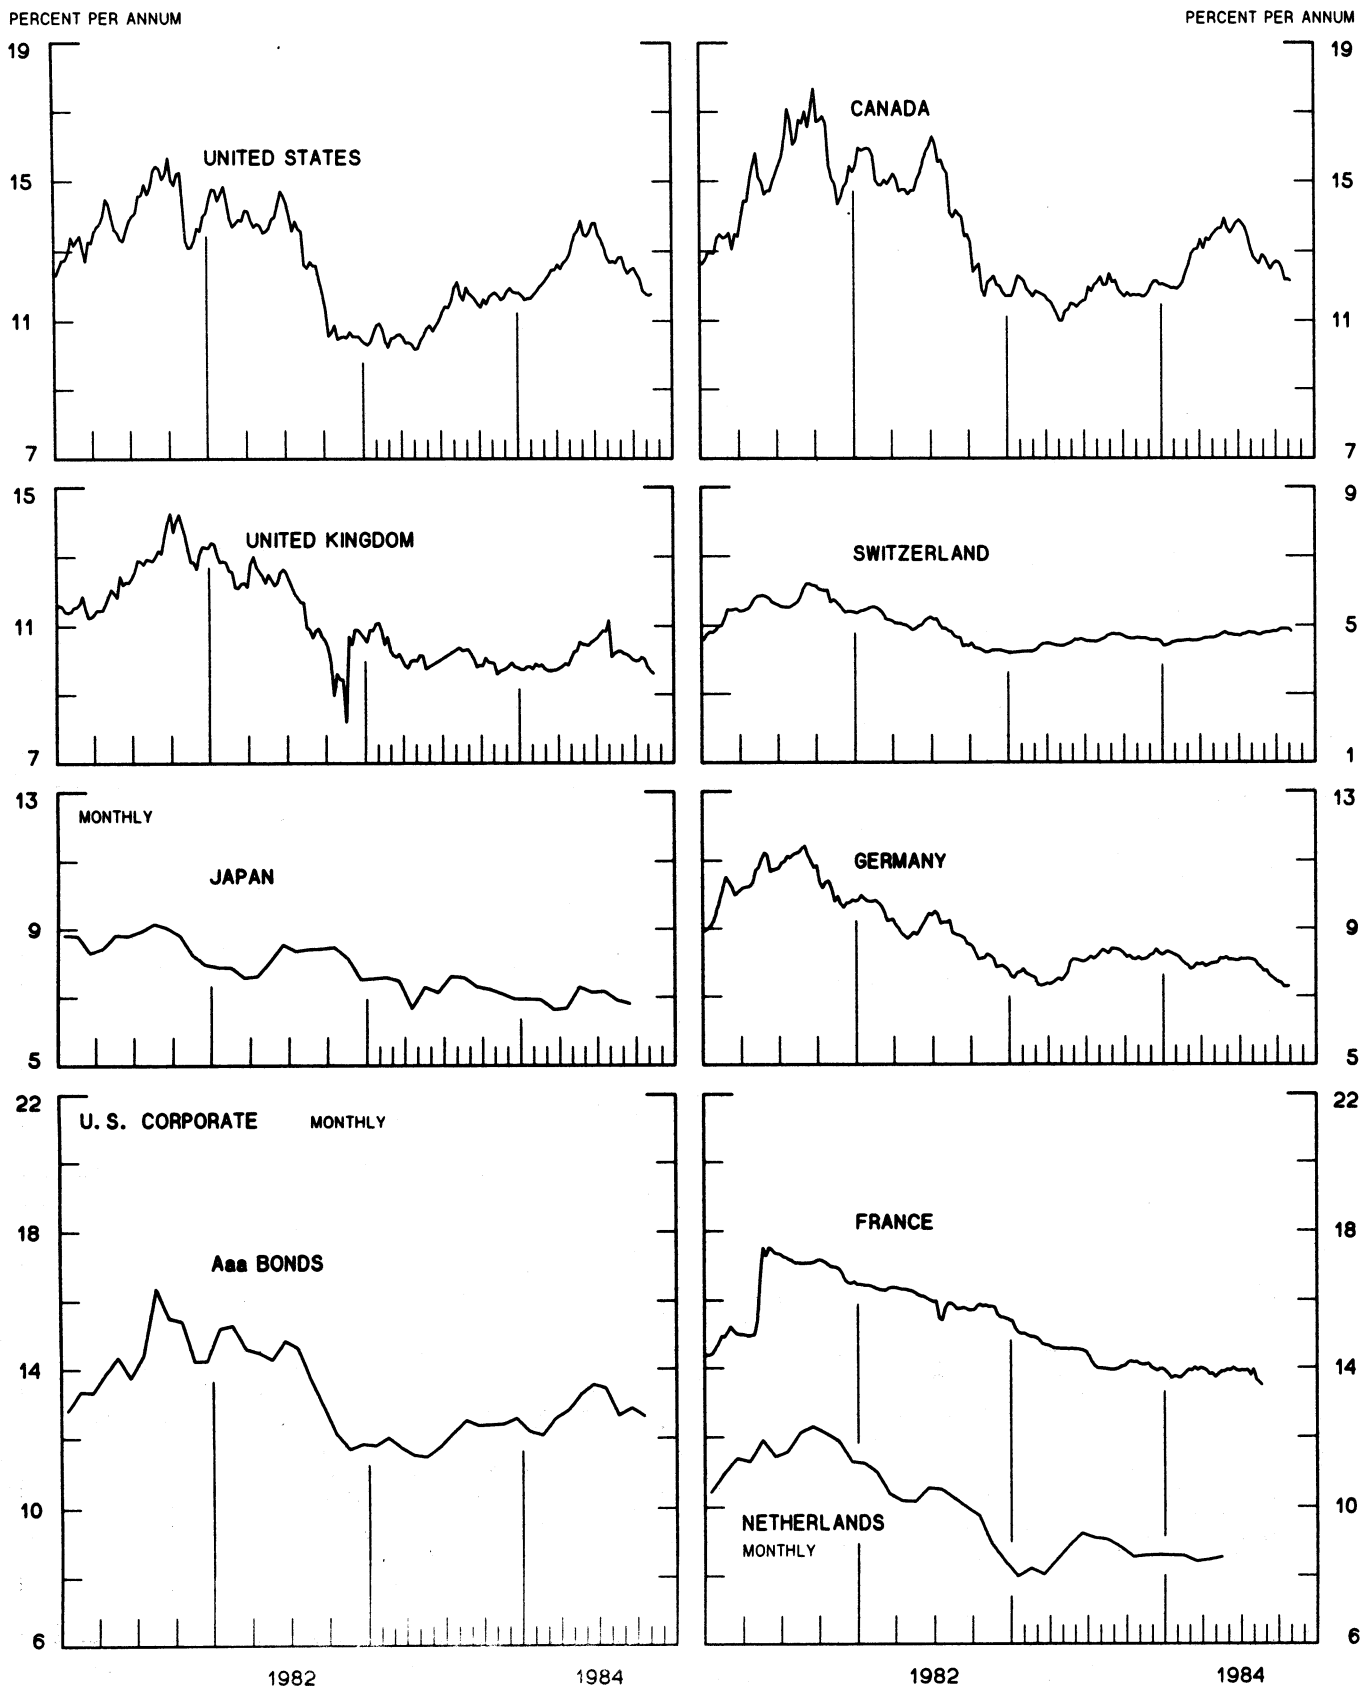 PERCENT PER ANNUM PERCENT PER ANNUM
19
UNITED STATES
15
11
7
CANADA
19
15
11
7
15
UNITED KINGDOM
11
7
9
SWITZERLAND
5
1
13
MONTHLY
JAPAN
9
5
13
GERMANY
9
5
22
U.S. CORPORATE MONTHLY
18
Aaa BONDS
14
10
6
1982 1984
22
FRANCE
18
14
10
NETHERLANDS
MONTHLY
6
1982 1984